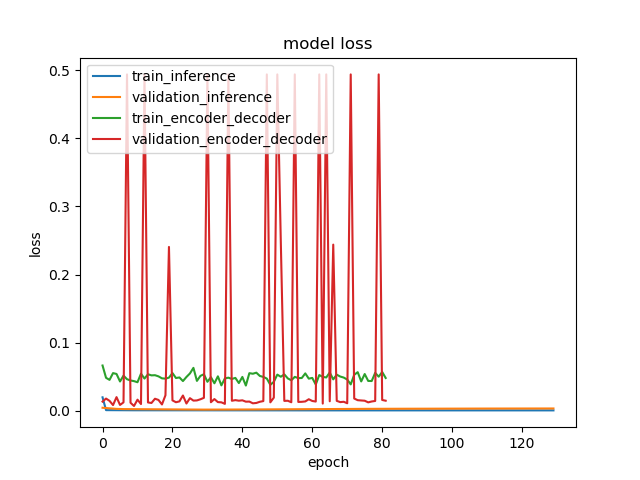 model loss
train_inference
validation_inference
train_encoder_decoder
validation_encoder_decoder
0.5
0.4
0.3
0.2
0.1
0.0
loss
0 20 40 60 80 100 120
epoch